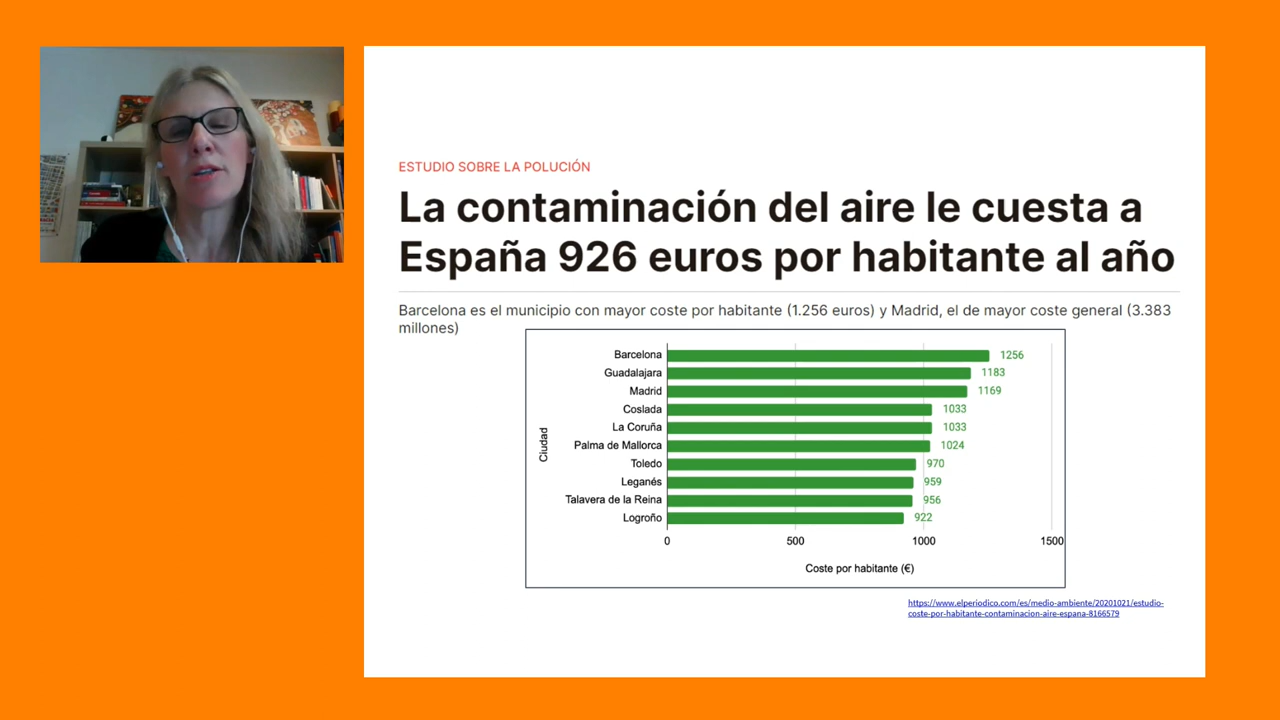 ESTUDIO SOBRE LA POLUCIÓN
La contaminación del aire le cuesta a
España 926 euros por habitante al año
Barcelona es el municipio con mayor coste por habitante (1.256 euros) y Madrid, el de mayor coste general (3.383
millones)
Ciudad
Barcelona 1256
Guadalajara 1183
Madrid 1169
Coslada 1033
La Coruña 1033
Palma de Mallorca 1024
Toledo 970
Leganés 959
Talavera de la Reina 956
Logroño 922
0 500 1000 1500
Coste por habitante (€)
https://www.elperiodico.com/es/medio-ambiente/20201021/estudio-
coste-por-habitante-contaminacion-aire-espana-8166579